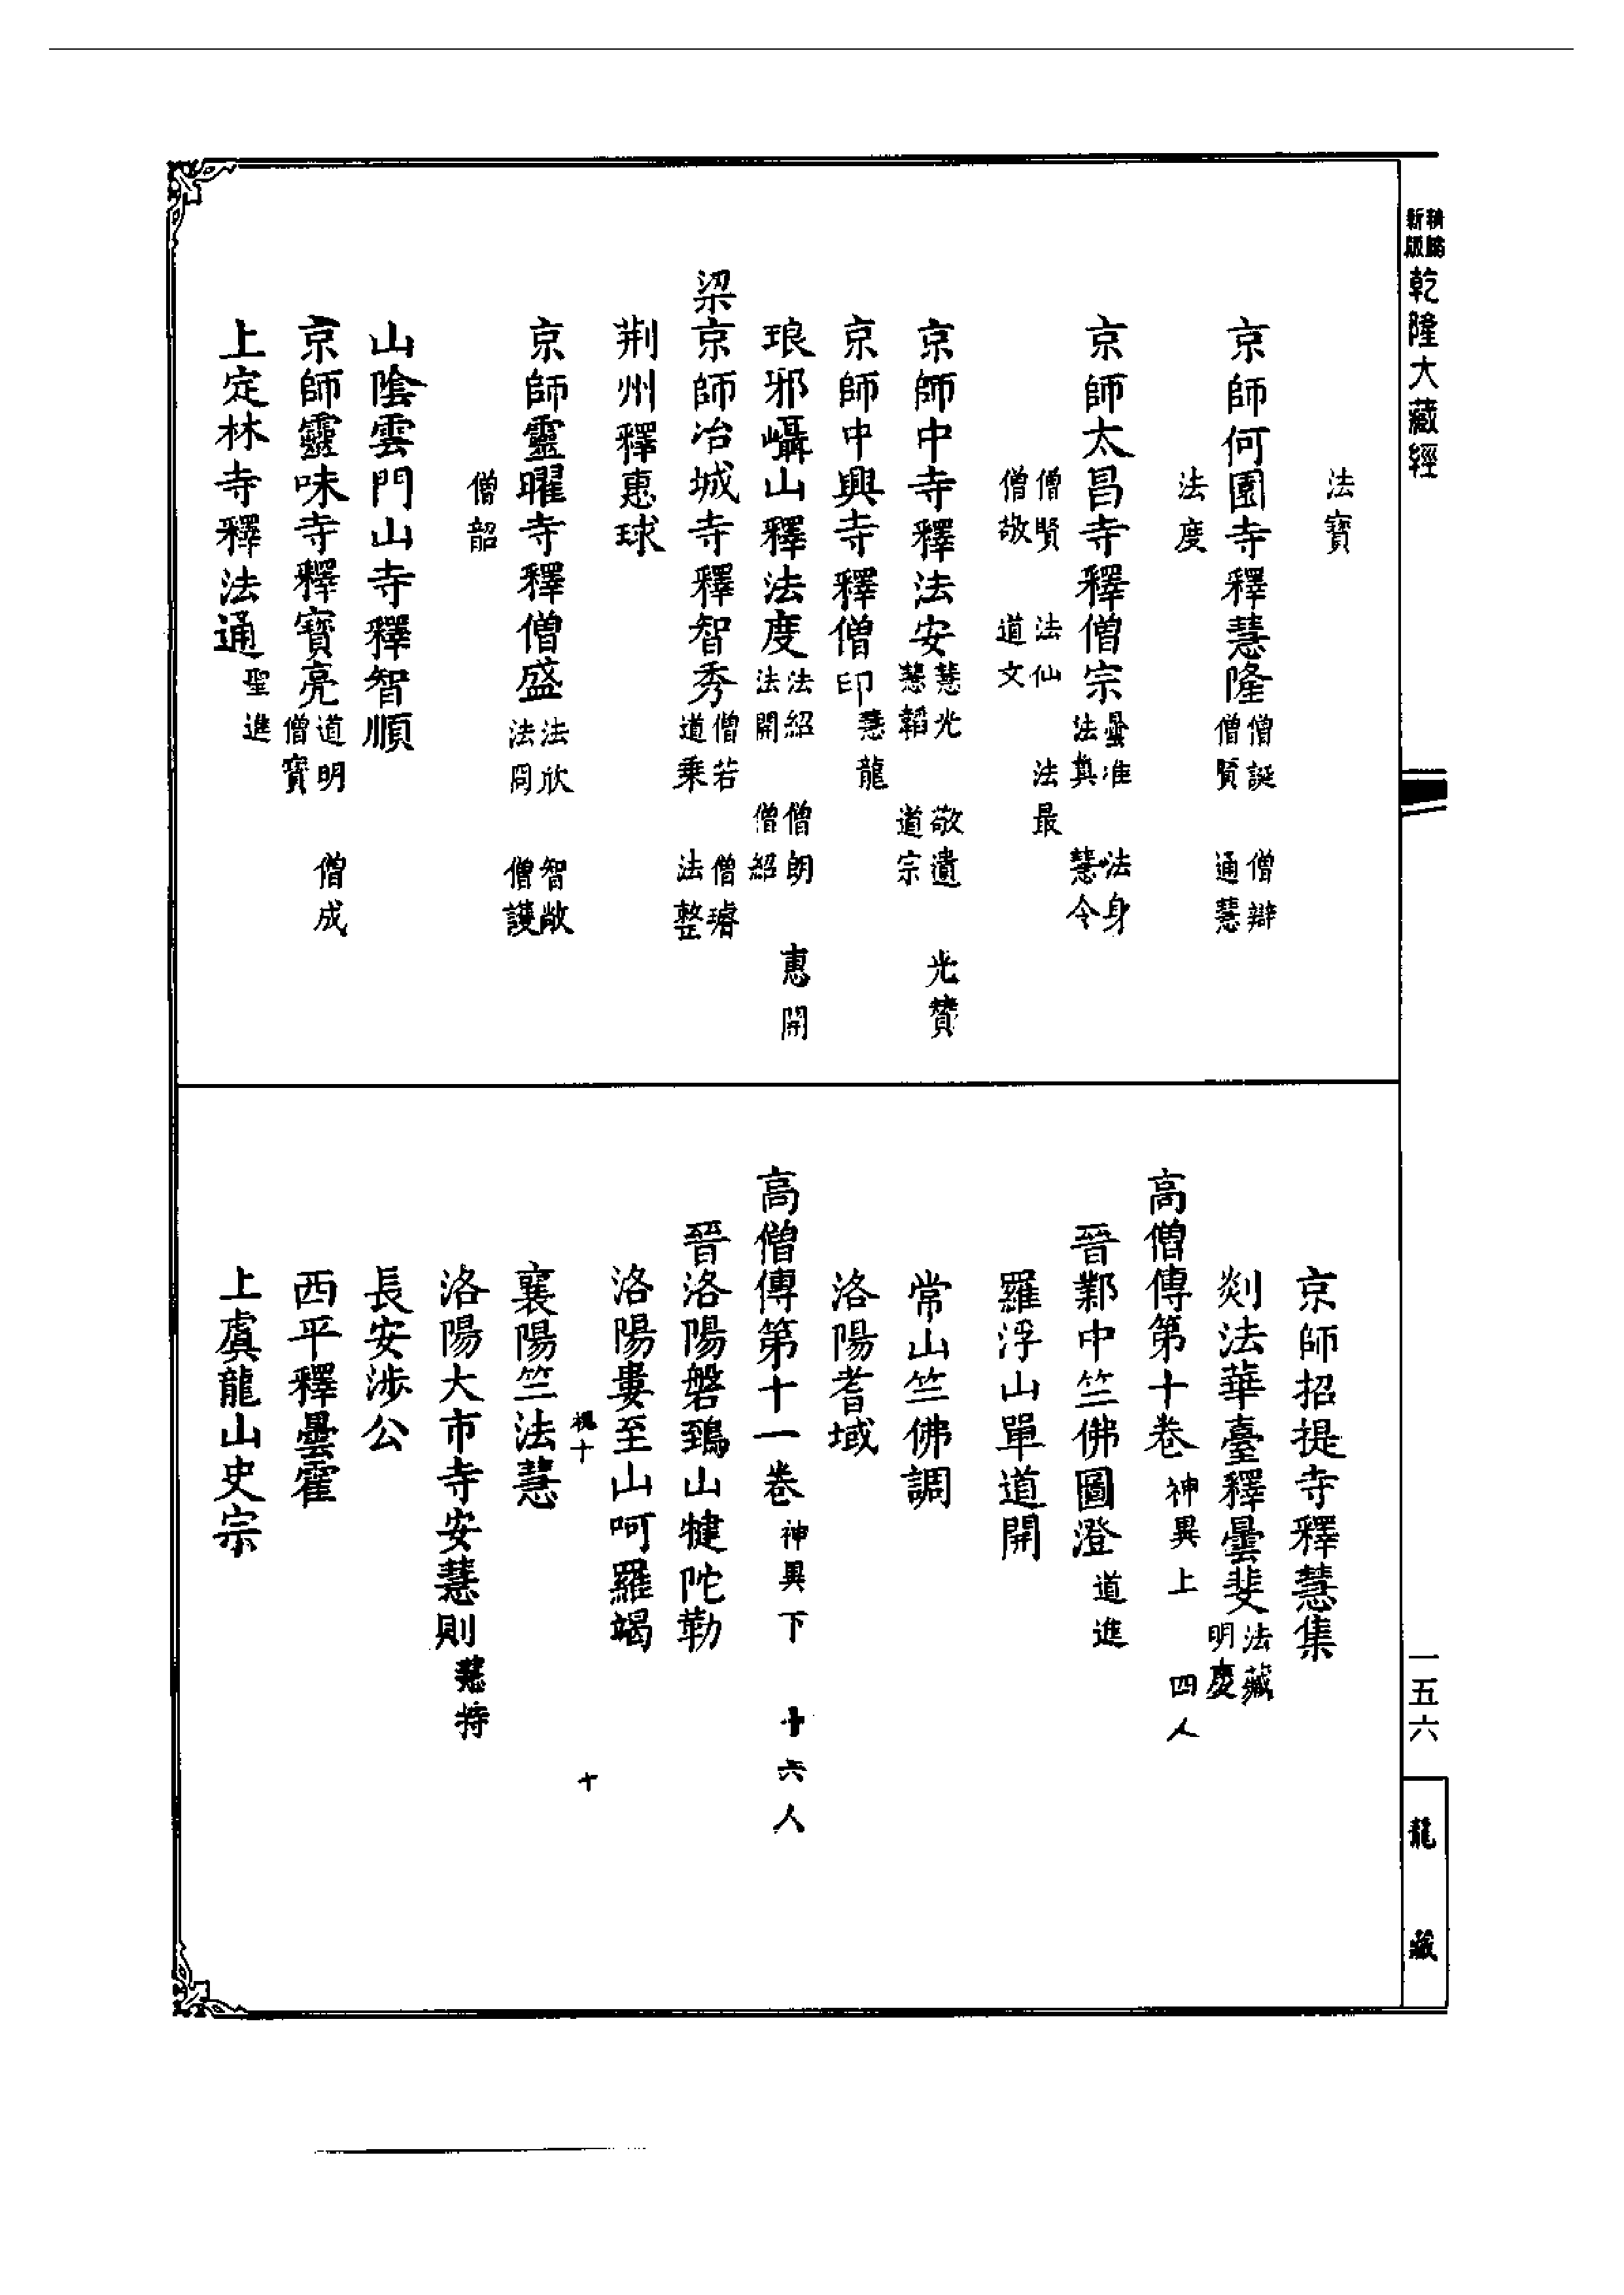 新編
縮版
乾隆大藏經
一五六
龍藏
法寶
京師何園寺釋慧隆 僧誕 僧辯
僧賢 通慧
法度
京師太昌寺釋僧宗 曇准 法身
法真 慧令
僧賢 法仙 法最
僧敬 道文
京師中寺釋法安 慧光 敬遺 光贊
慧韜 道宗
京師中興寺釋僧印 慧龍
琅邪㠎山釋法度 法紹 僧朗 惠開
法開 僧紹
梁京師冶城寺釋智秀 僧若 僧璿
道乘 法整
荆州釋惠球
京師靈曜寺釋僧盛 法欣 智敞
法冏 僧護
僧韶
山陰雲門山寺釋智順
京師靈味寺釋寶亮 道明 僧成
僧寶
上定林寺釋法通 聖進
京師招提寺釋慧集
剡法華臺釋曇斐 法藏
明慶
高僧傳第十卷 神異上 四人
晉鄴中竺佛圖澄 道進
羅浮山單道開
常山竺佛調
洛陽耆域
高僧傳第十一卷 神異下 十六人
晉洛陽磐鵄山犍陀勒
洛陽婁至山呵羅竭
十
襄陽竺法慧
洛陽大市寺安慧則 慧持
長安涉公
西平釋曇霍
上虞龍山史宗